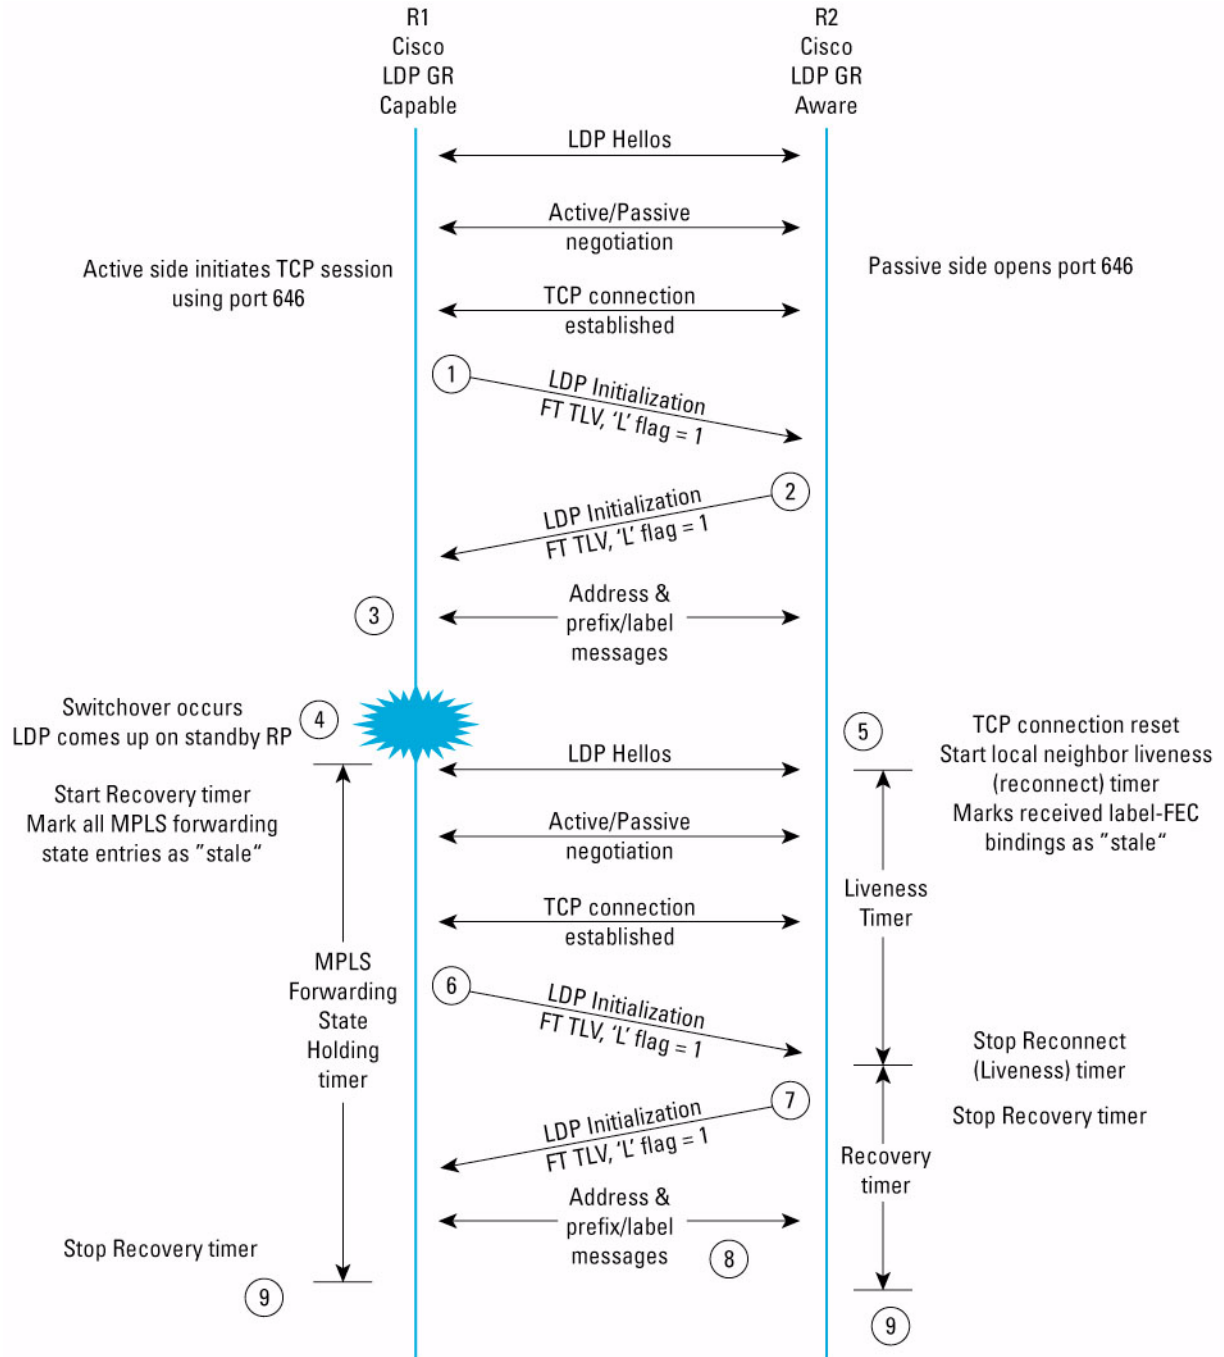 R1
Cisco
LDP GR
Capable
R2
Cisco
LDP GR
Aware
LDP Hellos
Active/Passive
negotiation
Active side initiates TCP session
using port 646
Passive side opens port 646
TCP connection
established
1
LDP Initialization
FT TLV, 'L' flag = 1
2
LDP Initialization
FT TLV, 'L' flag = 1
3
Address &
prefix/label
messages
Switchover occurs
LDP comes up on standby RP
4
5
TCP connection reset
Start local neighbor liveness
(reconnect) timer
Marks received label-FEC
bindings as ”stale“
LDP Hellos
Start Recovery timer
Mark all MPLS forwarding
state entries as ”stale“
Active/Passive
negotiation
Liveness
Timer
TCP connection
established
MPLS
Forwarding
State
Holding
timer
6
LDP Initialization
FT TLV, 'L' flag = 1
Stop Reconnect
(Liveness) timer
Stop Recovery timer
7
LDP Initialization
FT TLV, 'L' flag = 1
Recovery
timer
Address &
prefix/label
messages
8
Stop Recovery timer
9
9